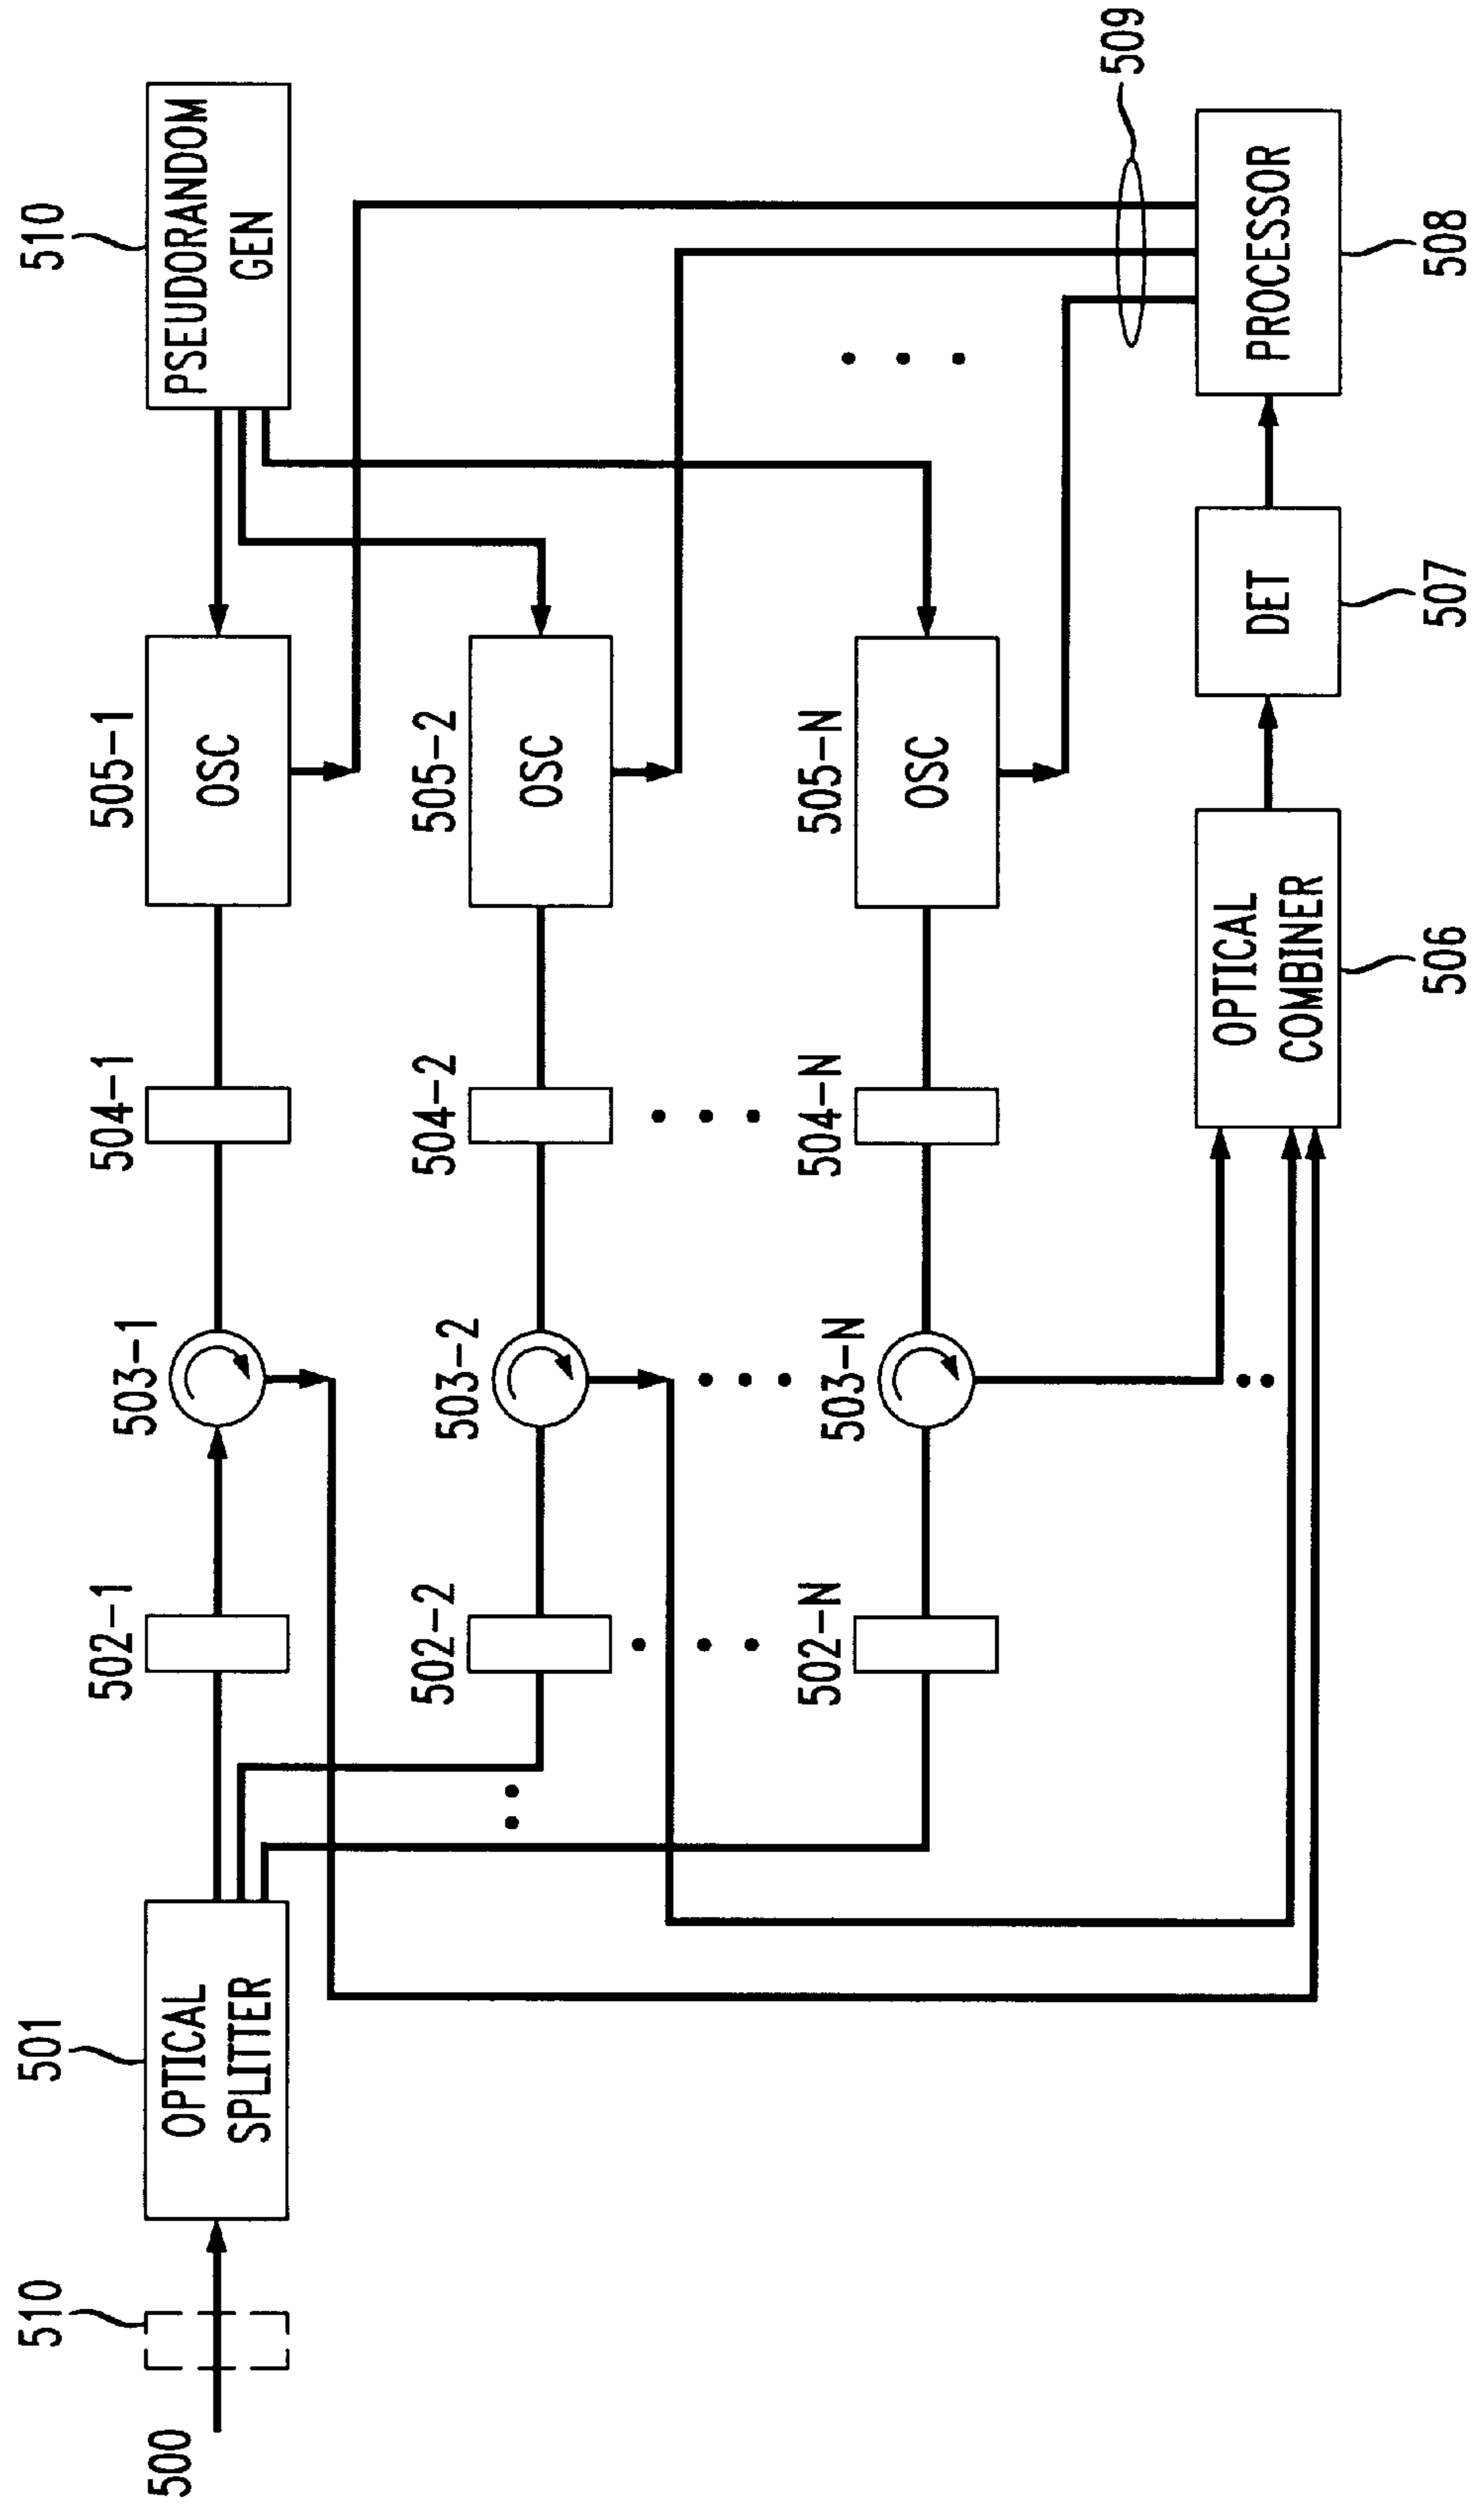 500
510
501
OPTICAL
SPLITTER
502-1
503-1
504-1
505-1
OSC
510
PSEUDORANDOM
GEN
502-2
503-2
504-2
505-2
OSC
502-N
503-N
504-N
505-N
OSC
509
OPTICAL
COMBINER
506
DET
507
PROCESSOR
508